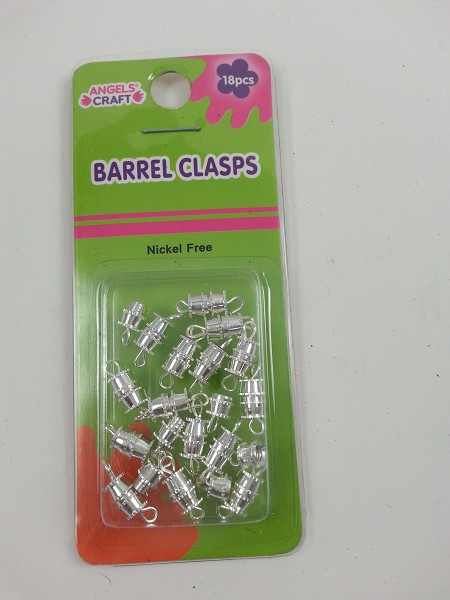 ANGELS'
CRAFT
18pcs
BARREL CLASPS
Nickel Free